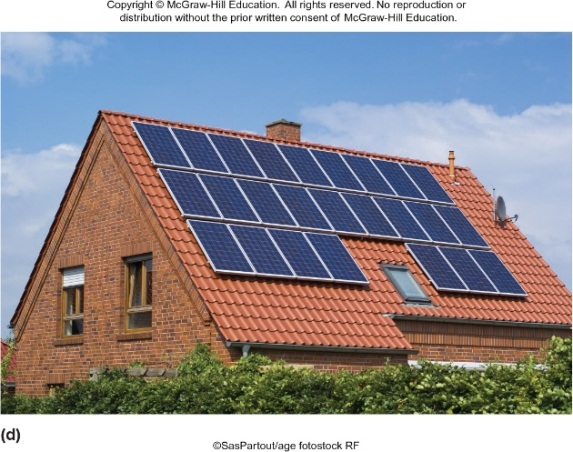 Copyright © McGraw-Hill Education. All rights reserved. No reproduction or
distribution without the prior written consent of McGraw-Hill Education.
(d)
©SasPartout/age fotostock RF